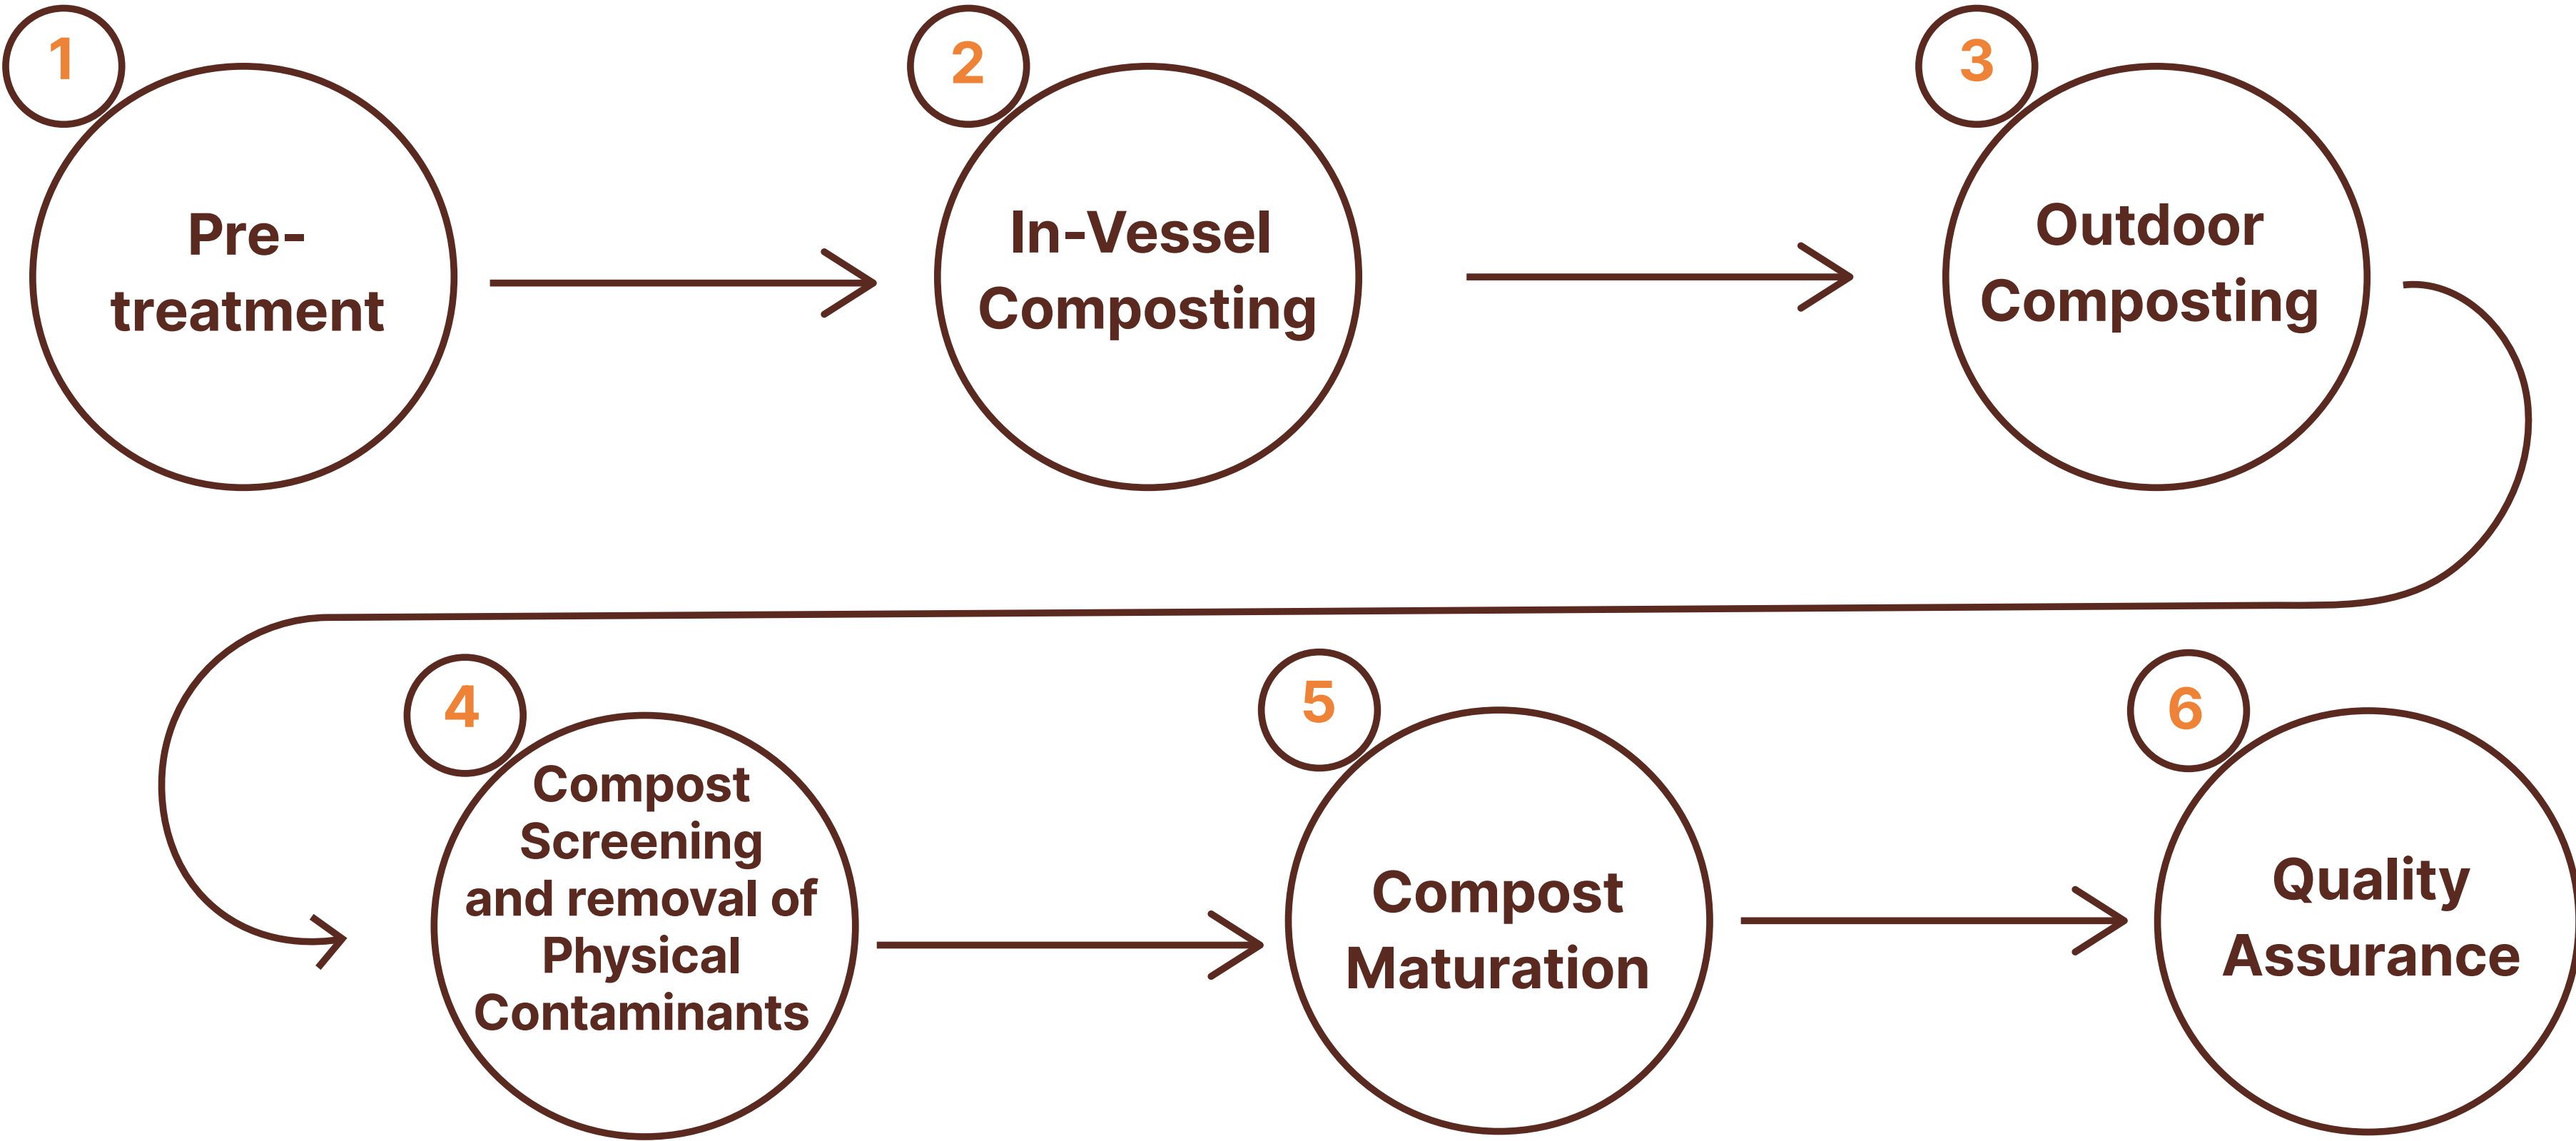 1
Pre-
treatment
2
In-Vessel
Composting
3
Outdoor
Composting
4
Compost
Screening
and removal of
Physical
Contaminants
5
Compost
Maturation
6
Quality
Assurance